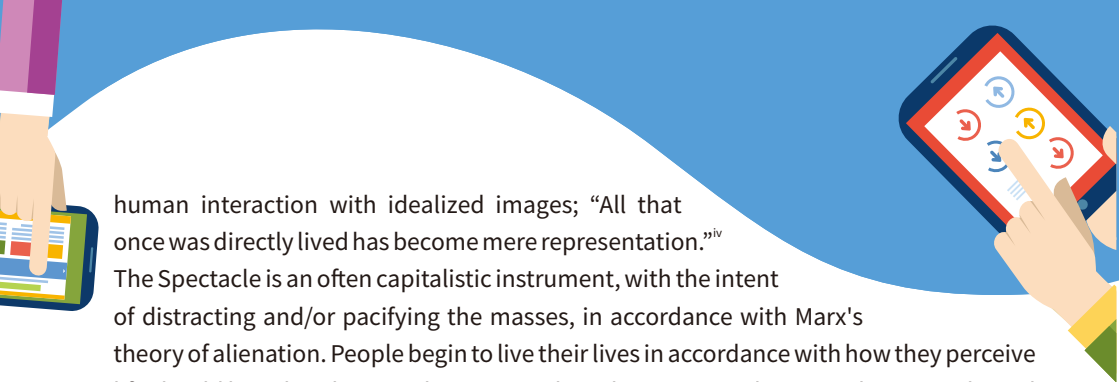 human interaction with idealized images; “All that
once was directly lived has become mere representation.”iv
The Spectacle is an often capitalistic instrument, with the intent
of distracting and/or pacifying the masses, in accordance with Marx's
theory of alienation. People begin to live their lives in accordance with how they perceive